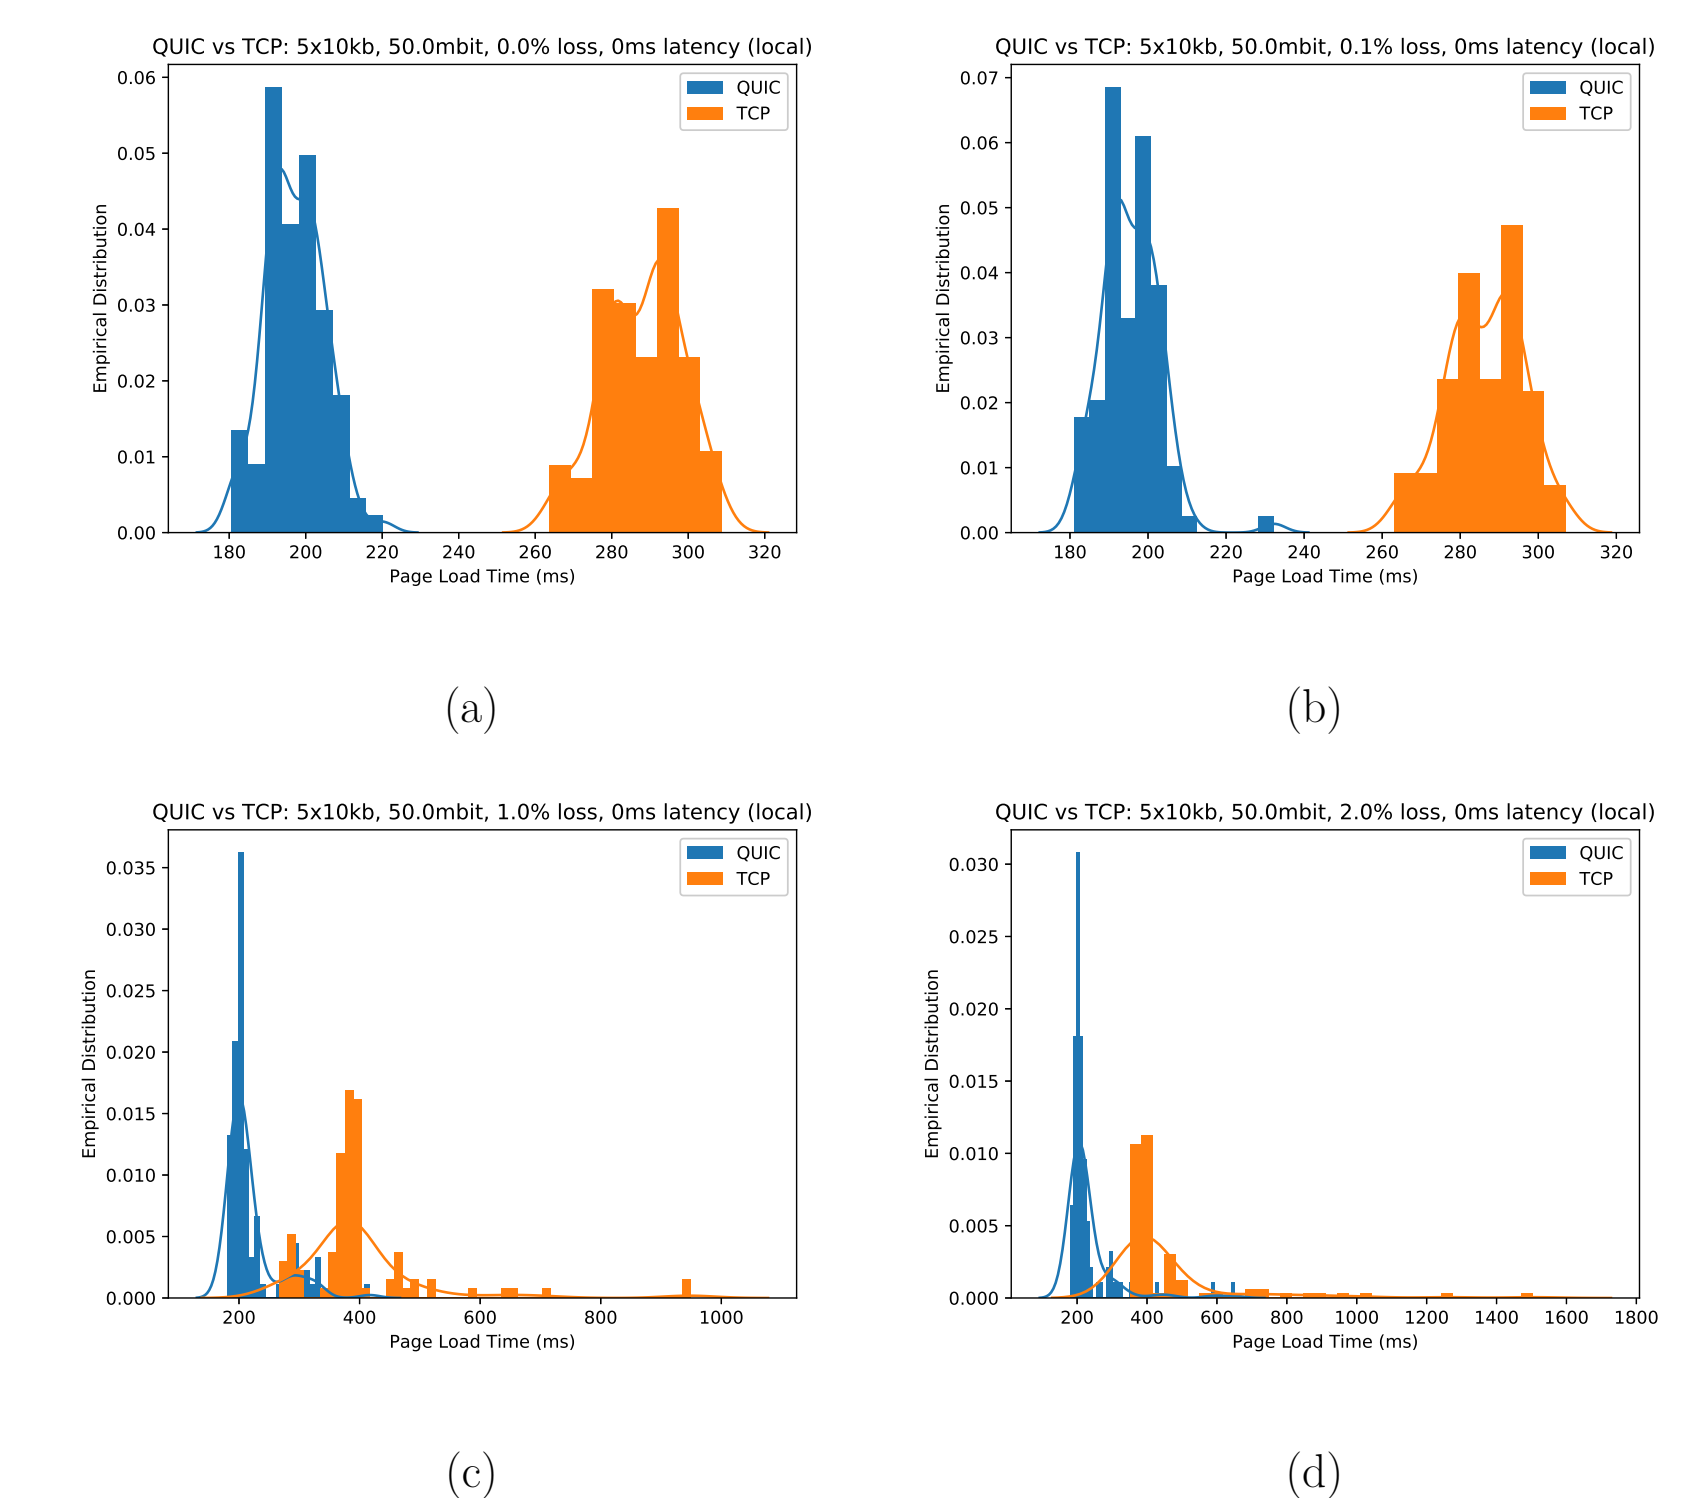 QUIC vs TCP: 5x10kb, 50.0mbit, 0.0% loss, 0ms latency (local)
QUIC
TCP
Empirical Distribution
0.06
0.05
0.04
0.03
0.02
0.01
0.00
180 200 220 240 260 280 300 320
Page Load Time (ms)
(a)
QUIC vs TCP: 5x10kb, 50.0mbit, 0.1% loss, 0ms latency (local)
QUIC
TCP
Empirical Distribution
0.07
0.06
0.05
0.04
0.03
0.02
0.01
0.00
180 200 220 240 260 280 300 320
Page Load Time (ms)
(b)
QUIC vs TCP: 5x10kb, 50.0mbit, 1.0% loss, 0ms latency (local)
QUIC
TCP
Empirical Distribution
0.035
0.030
0.025
0.020
0.015
0.010
0.005
0.000
200 400 600 800 1000
Page Load Time (ms)
(c)
QUIC vs TCP: 5x10kb, 50.0mbit, 2.0% loss, 0ms latency (local)
QUIC
TCP
Empirical Distribution
0.030
0.025
0.020
0.015
0.010
0.005
0.000
200 400 600 800 1000 1200 1400 1600 1800
Page Load Time (ms)
(d)